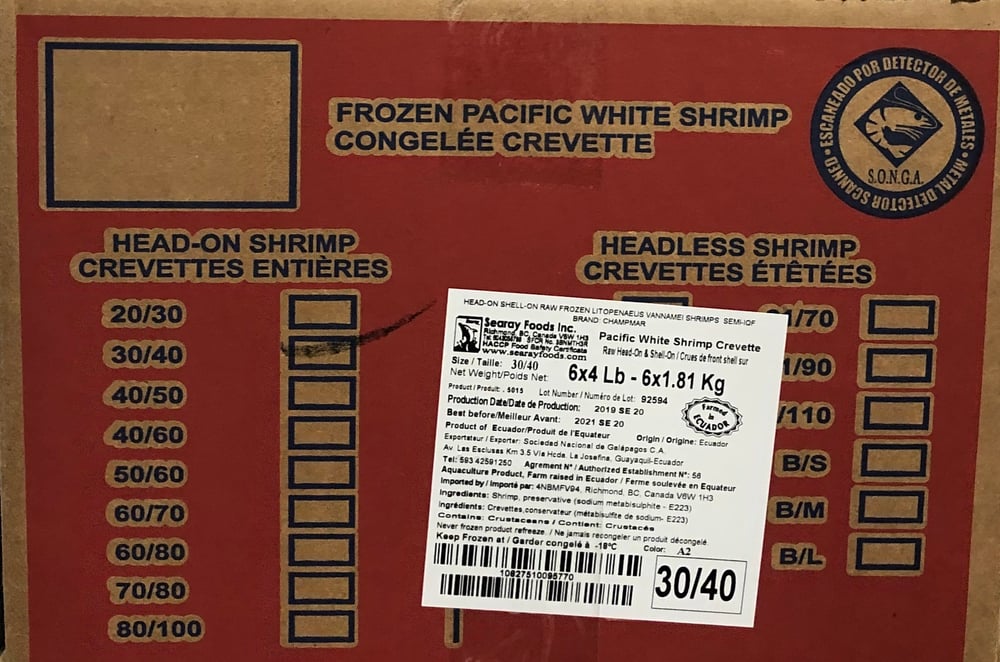 FROZEN PACIFIC WHITE SHRIMP
CONGELÉE CREVETTE
ESCANEADO POR DETECTOR DE METALES • METAL DETECTOR SCANNED •
S.O.N.G.A.
HEAD-ON SHRIMP
CREVETTES ENTIÈRES
20/30
30/40
40/50
40/60
50/60
60/70
60/80
70/80
80/100
HEADLESS SHRIMP
CREVETTES ÉTÊTÉES
/70
/90
/110
B/S
B/M
B/L
HEAD-ON SHELL-ON RAW FROZEN LITOPENAEUS VANNAMEI SHRIMPS SEMI-IQF
BRAND: CHAMPMAR
Searay Foods Inc.
Richmond, BC, Canada V6W 1H3
HACCP Food Safety Certificate
www.searayfoods.com
Pacific White Shrimp Crevette
Raw Head-On & Shell-On / Crues de front shell sur
Size / Taille: 30/40
Net Weight/Poids Net: 6x4 Lb - 6x1.81 Kg
Product / Produit: . 5015 Lot Number / Numéro de Lot: 92594
Production Date/Date de Production: 2019 SE 20
Best before/Meilleur Avant: 2021 SE 20
Farmed in ECUADOR
Product of Ecuador/Produit de l'Equateur Origin / Origine: Ecuador
Exportateur / Exporter: Sociedad Nacional de Galápagos C.A.
Av. Las Esclusas Km 3.5 Via Hcda. La Josefina, Guayaquil-Ecuador
Tel: 593 42591250 Agrement N° / Authorized Establishment N°: 56
Aquaculture Product, Farm raised in Ecuador / Ferme soulevée en Equateur
Imported by / Importé par: 4NBMFV94, Richmond, BC, Canada V6W 1H3
Ingredients: Shrimp, preservative (sodium metabisulphite - E223)
Ingrédients: Crevettes, conservateur (métabisulfite de sodium- E223)
Contains: Crustaceans / Contient: Crustacés
Never frozen product refreeze. / Ne jamais recongeler un produit décongelé.
Keep Frozen at / Garder congelé à -18°C Color: A2
10627510095770
30/40